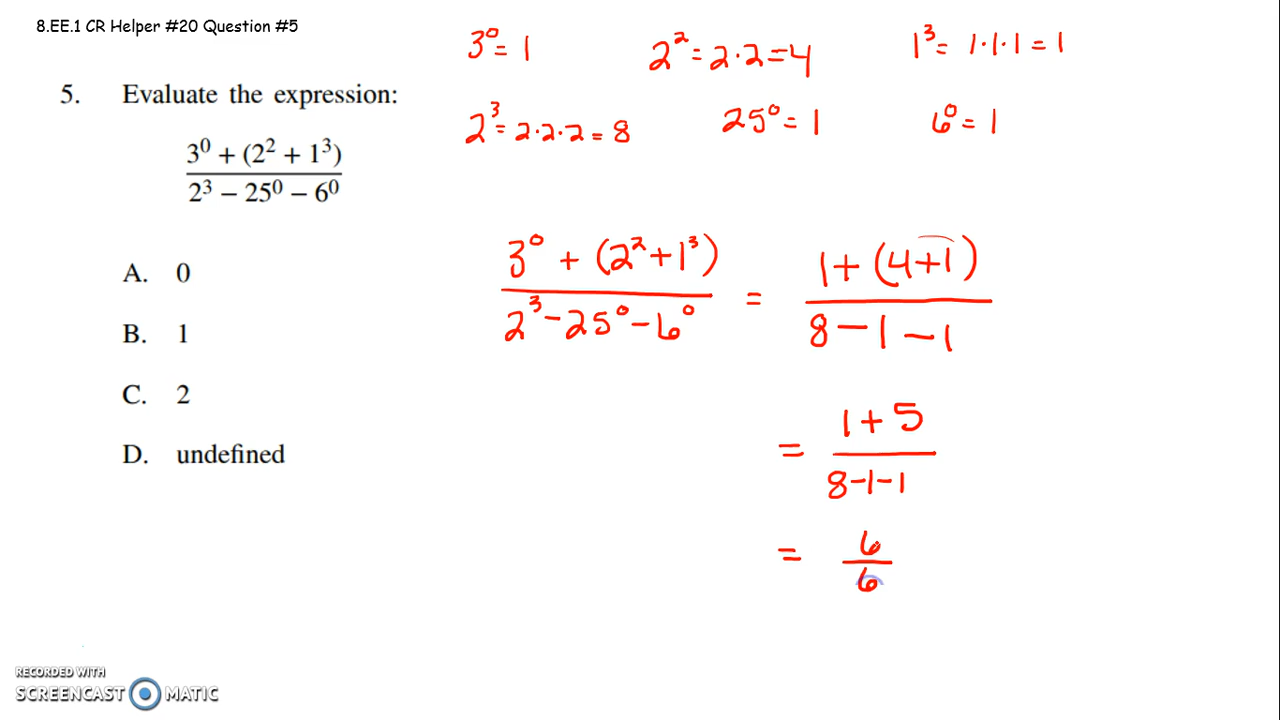 8.EE.1 CR Helper #20 Question #5
3⁰ = 1    2² = 2·2 = 4    1³ = 1·1·1 = 1
5. Evaluate the expression:
2³ = 2·2·2 = 8    25⁰ = 1    6⁰ = 1
3⁰ + (2² + 1³)
2³ − 25⁰ − 6⁰
3⁰ + (2² + 1³) = 1 + (4+1)
2³ − 25⁰ − 6⁰    8 − 1 − 1
A. 0
B. 1
C. 2
D. undefined
= 1 + 5
8-1-1
= 6
6
RECORDED WITH
SCREENCAST MATIC